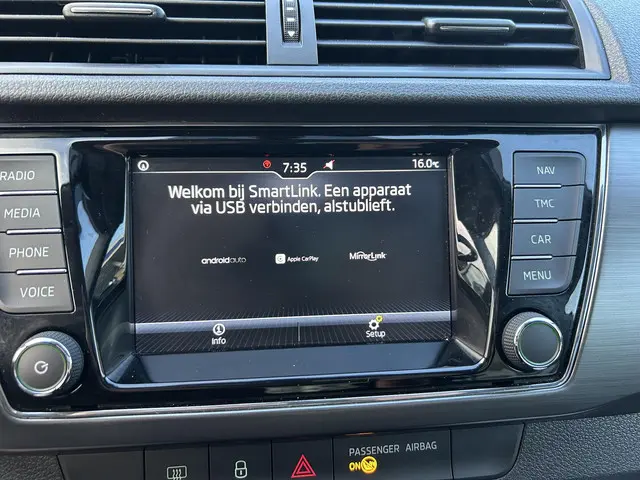 7:35
16.0°C
RADIO
MEDIA
PHONE
VOICE
Welkom bij SmartLink. Een apparaat
via USB verbinden, alstublieft.
androidauto
Apple CarPlay
MirrorLink
Info
Setup
NAV
TMC
CAR
MENU
PASSENGER AIRBAG
ON